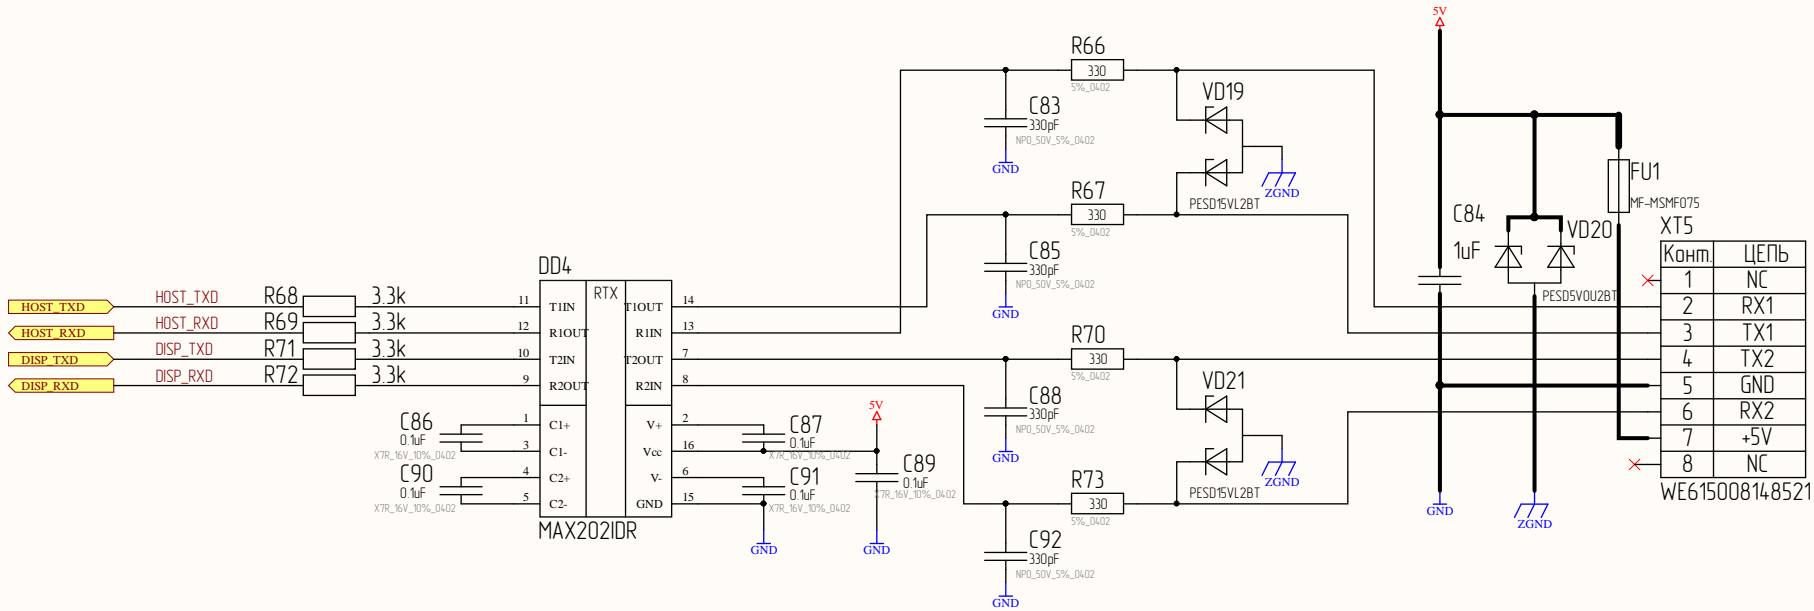 5V
R66
330
5%_0402
VD19
C83
330pF
NPO_50V_5%_0402
GND
ZGND
FU1
MF-MSMF075
R67
330
5%_0402
PESD15VL2BT
C84
1uF
VD20
PESD5V0U2BT
XT5
Конт. ЦЕПЬ
1 NC
2 RX1
3 TX1
4 TX2
5 GND
6 RX2
7 +5V
8 NC
WE615008148521
C85
330pF
NPO_50V_5%_0402
GND
DD4
RTX
HOST_TXD HOST_TXD R68 3.3k 11 T1IN T1OUT 14
HOST_RXD HOST_RXD R69 3.3k 12 R1OUT R1IN 13
DISP_TXD DISP_TXD R71 3.3k 10 T2IN T2OUT 7
DISP_RXD DISP_RXD R72 3.3k 9 R2OUT R2IN 8
1 C1+ V+ 2
3 C1- Vcc 16
4 C2+ V- 6
5 C2- GND 15
MAX202IDR
C86
0.1uF
X7R_16V_10%_0402
C90
0.1uF
X7R_16V_10%_0402
C87
0.1uF
X7R_16V_10%_0402
C91
0.1uF
X7R_16V_10%_0402
GND
5V
C89
0.1uF
X7R_16V_10%_0402
GND
R70
330
5%_0402
VD21
C88
330pF
NPO_50V_5%_0402
GND
ZGND
R73
330
5%_0402
PESD15VL2BT
C92
330pF
NPO_50V_5%_0402
GND
GND
ZGND